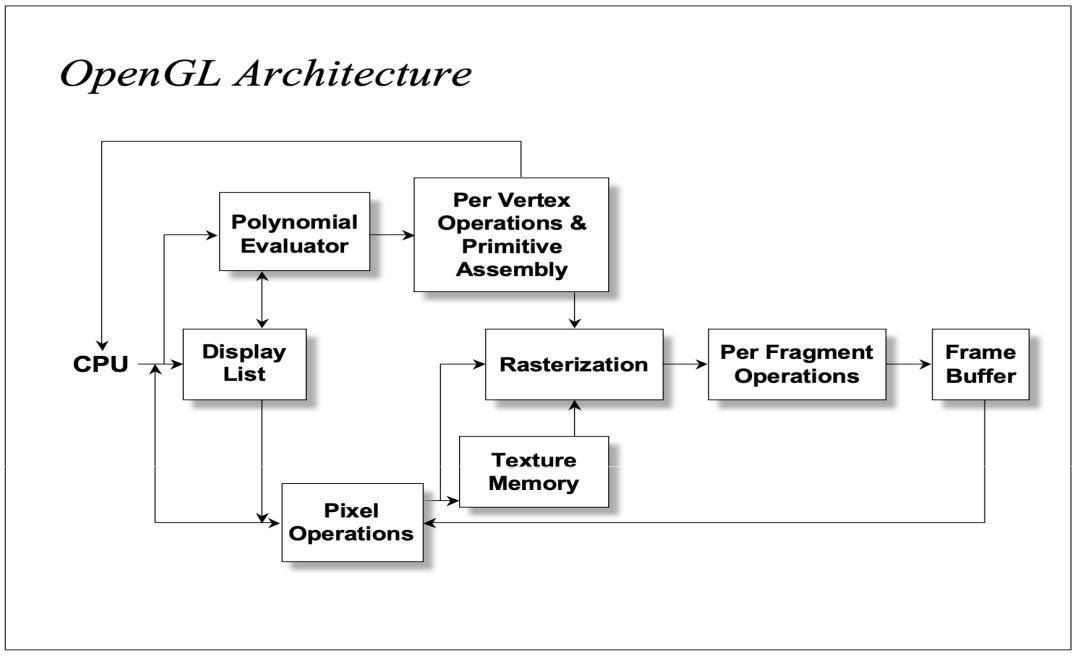 OpenGL Architecture
Polynomial
Evaluator
Per Vertex
Operations &
Primitive
Assembly
CPU
Display
List
Rasterization
Per Fragment
Operations
Frame
Buffer
Texture
Memory
Pixel
Operations